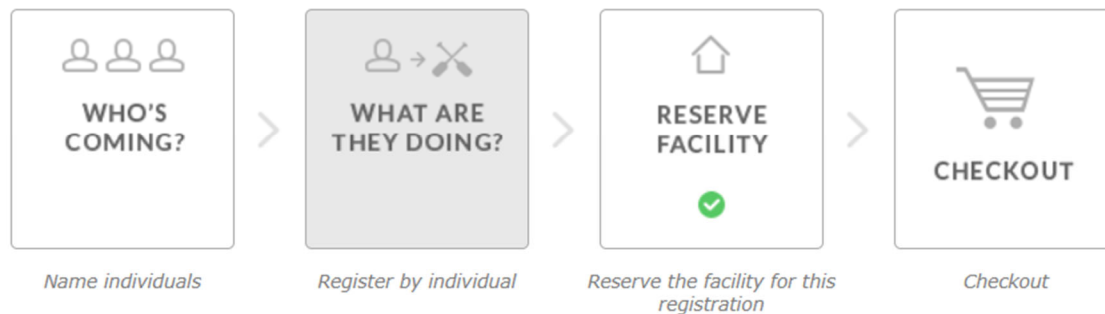 WHO'S
COMING?
WHAT ARE
THEY DOING?
RESERVE
FACILITY
CHECKOUT
Name individuals
Register by individual
Reserve the facility for this
registration
Checkout